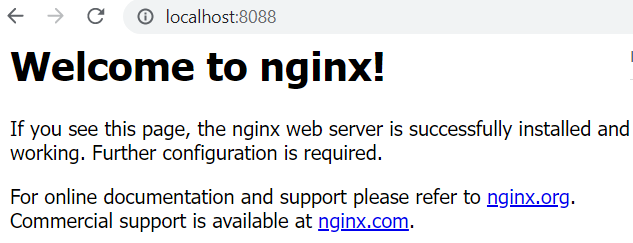 localhost:8088
Welcome to nginx!
If you see this page, the nginx web server is successfully installed and
working. Further configuration is required.
For online documentation and support please refer to nginx.org.
Commercial support is available at nginx.com.